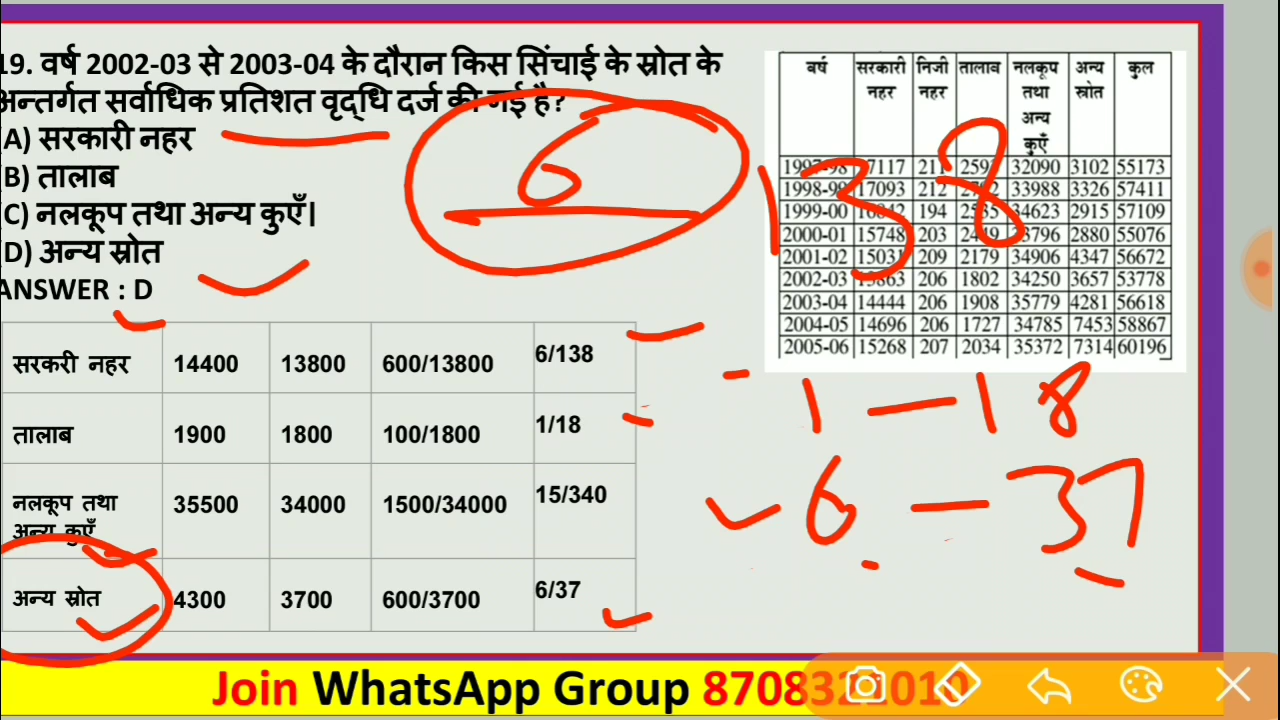 19. वर्ष 2002-03 से 2003-04 के दौरान किस सिंचाई के स्रोत के
अन्तर्गत सर्वाधिक प्रतिशत वृद्धि दर्ज की गई है?
(A) सरकारी नहर
(B) तालाब
(C) नलकूप तथा अन्य कुएँ।
(D) अन्य स्रोत
ANSWER : D
6
वर्ष सरकारी नहर निजी नहर तालाब नलकूप तथा अन्य कुएँ अन्य स्रोत कुल
32090 3102 55173
17093 212 33988 3326 57411
1999-00 194 34623 2915 57109
2000-01 15748 203 2880 55076
2001-02 209 2179 34906 4347 56672
2002-03 206 1802 34250 3657 53778
2003-04 14444 206 1908 35779 4281 56618
2004-05 14696 206 1727 34785 7453 58867
2005-06 15268 207 2034 35372 7314 60196
138
सरकरी नहर 14400 13800 600/13800 6/138
तालाब 1900 1800 100/1800 1/18
नलकूप तथा अन्य कुएँ 35500 34000 1500/34000 15/340
अन्य स्रोत 4300 3700 600/3700 6/37
1 — 18
6 — 37
Join WhatsApp Group